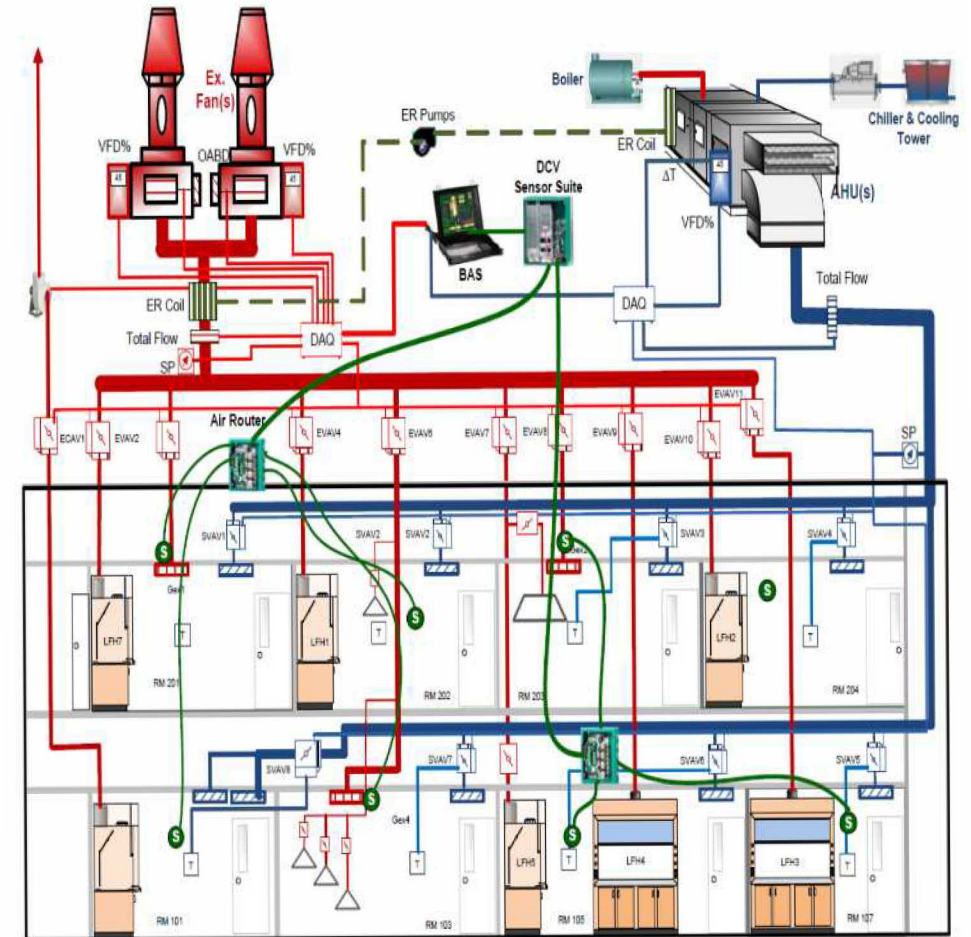 Ex.
Fan(s)
Boiler
Chiller & Cooling
Tower
ER Pumps
VFD%
OABD
VFD%
45
45
ER Coil
ΔT
45
AHU(s)
DCV
Sensor Suite
VFD%
BAS
Total Flow
ER Coil
DAQ
Total Flow
DAQ
SP
Air Router
EVAV11
ECAV1
EVAV2
EVAV4
EVAV6
EVAV7
EVAV8
EVAV9
EVAV10
SP
SVAV1
SVAV2
SVAV2
SVAV3
SVAV4
S
S
Gex1
S
S
LFH7
T
LFH1
T
T
LFH2
T
RM 201
RM 202
RM 203
RM 204
SVAV8
SVAV7
SVAV6
SVAV5
S
Gex4
S
S
S
T
T
LFH5
T
LFH4
LFH3
T
RM 101
RM 103
RM 105
RM 107